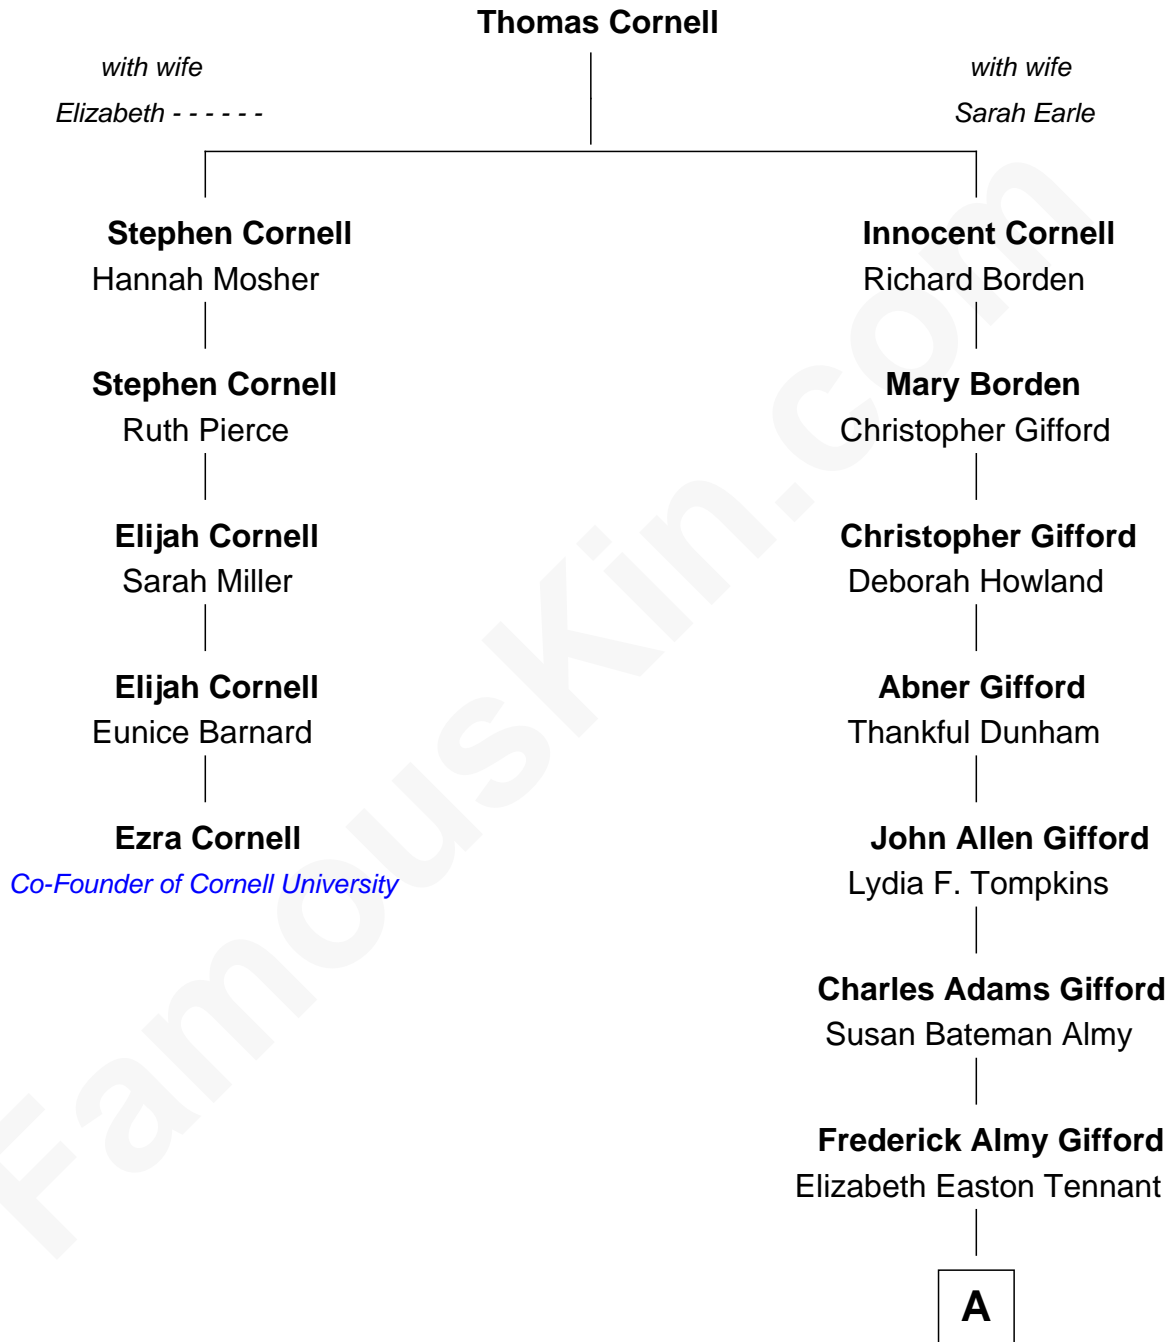 Thomas Cornell
with wife
Elizabeth - - - - - -
with wife
Sarah Earle
Stephen Cornell
Hannah Mosher
Innocent Cornell
Richard Borden
Stephen Cornell
Ruth Pierce
Mary Borden
Christopher Gifford
Elijah Cornell
Sarah Miller
Christopher Gifford
Deborah Howland
Elijah Cornell
Eunice Barnard
Abner Gifford
Thankful Dunham
Ezra Cornell
Co-Founder of Cornell University
John Allen Gifford
Lydia F. Tompkins
Charles Adams Gifford
Susan Bateman Almy
Frederick Almy Gifford
Elizabeth Easton Tennant
A
FamousKin.com